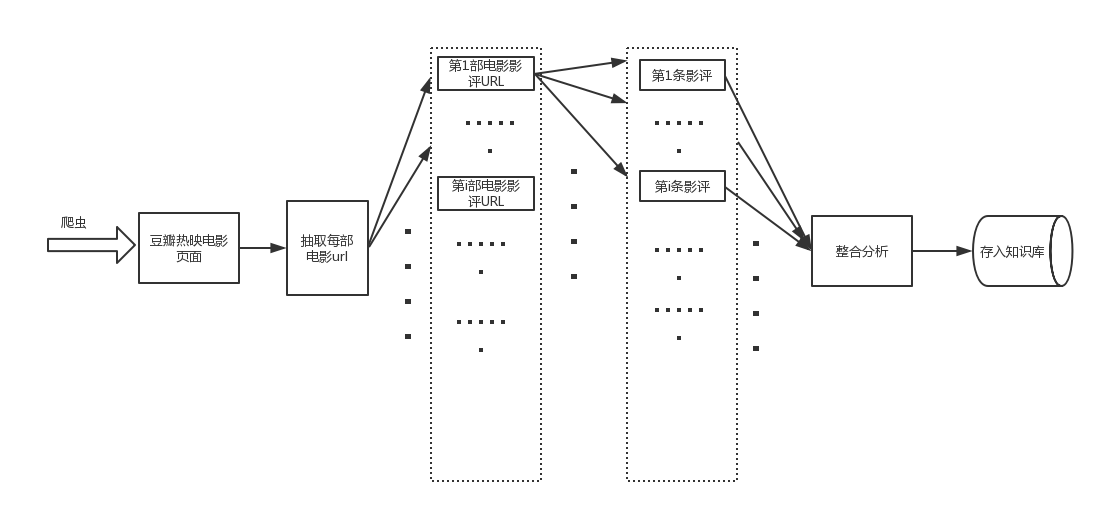 爬虫
豆瓣热映电影
页面
抽取每部
电影url
第1部电影影
评URL
第i部电影影
评URL
第1条影评
第i条影评
整合分析
存入知识库